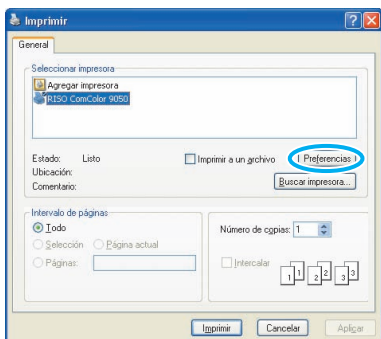 Imprimir
General
Seleccionar impresora
Agregar impresora
RISO ComColor 9050
Estado: Listo
Imprimir a un archivo
Preferencias
Ubicación:
Comentario:
Buscar impresora...
Intervalo de páginas
Todo
Selección Página actual
Páginas:
Número de copias: 1
Intercalar
1 1 2 2 3 3
Imprimir Cancelar Aplicar